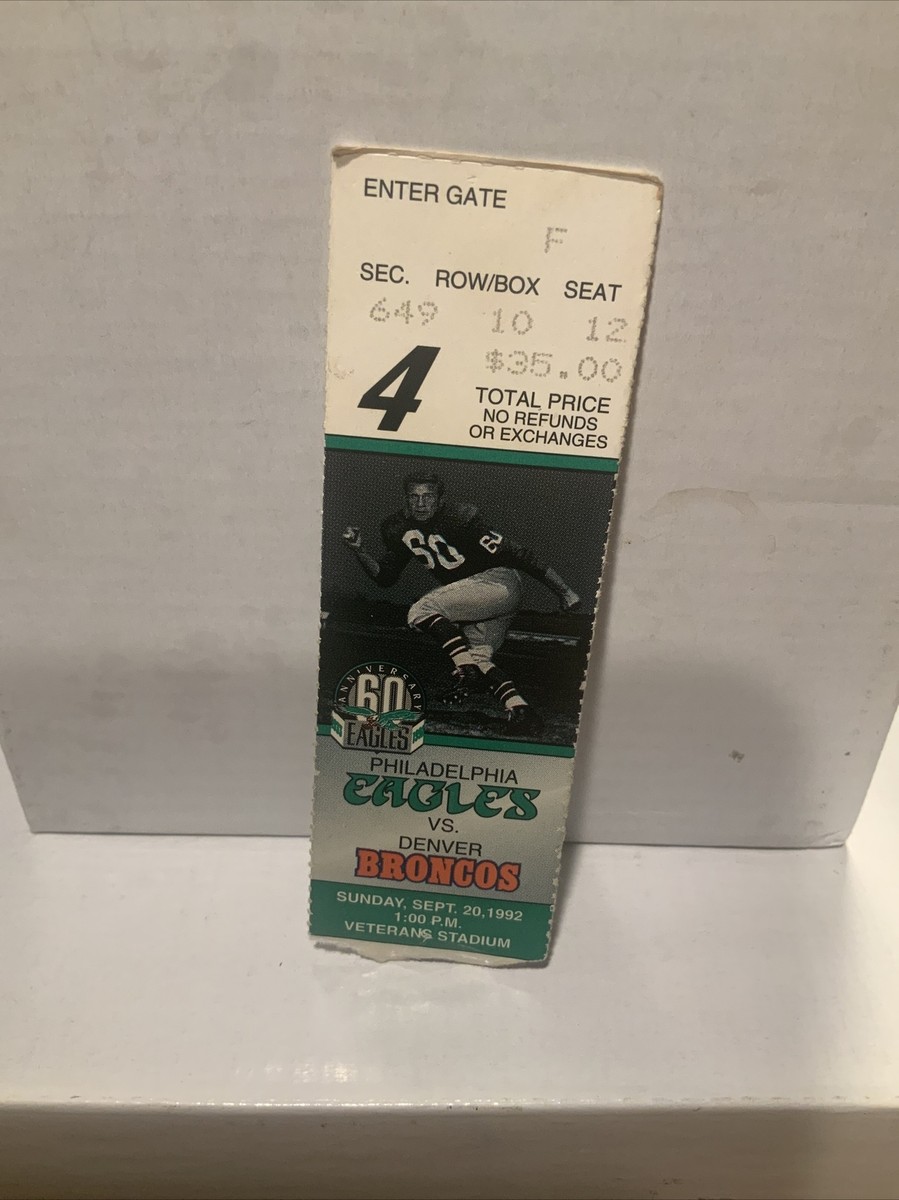 ENTER GATE
F
SEC. ROW/BOX SEAT
649 10 12
$35.00
4
TOTAL PRICE
NO REFUNDS
OR EXCHANGES
60 60
ANNIVERSARY
60
EAGLES
PHILADELPHIA
EAGLES
VS.
DENVER
BRONCOS
SUNDAY, SEPT. 20,1992
1:00 P.M.
VETERANS STADIUM